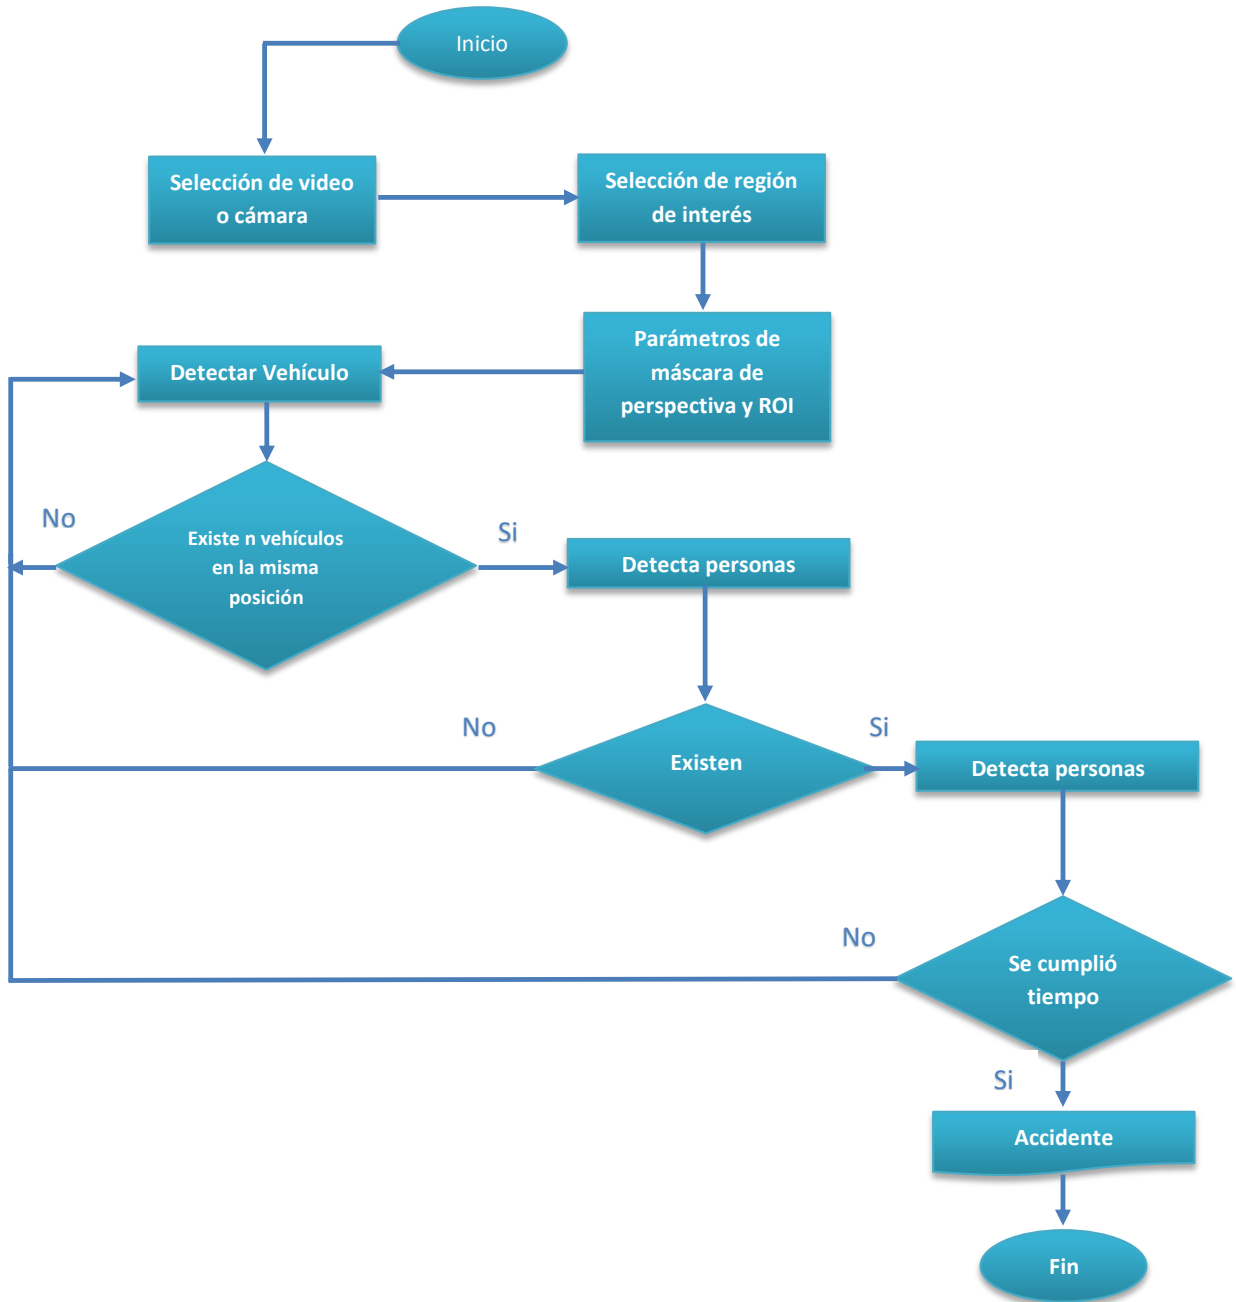 Inicio
Selección de video
o cámara
Selección de región
de interés
Parámetros de
máscara de
perspectiva y ROI
Detectar Vehículo
No
Existe n vehículos
en la misma
posición
Si
Detecta personas
No
Existen
Si
Detecta personas
No
Se cumplió
tiempo
Si
Accidente
Fin